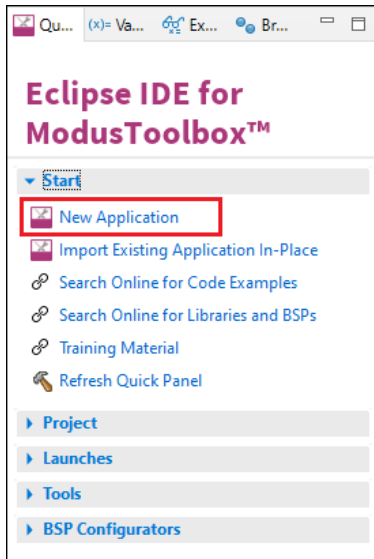 Qu... (x)= Va... Ex... Br...
Eclipse IDE for
ModusToolbox™
Start
New Application
Import Existing Application In-Place
Search Online for Code Examples
Search Online for Libraries and BSPs
Training Material
Refresh Quick Panel
Project
Launches
Tools
BSP Configurators